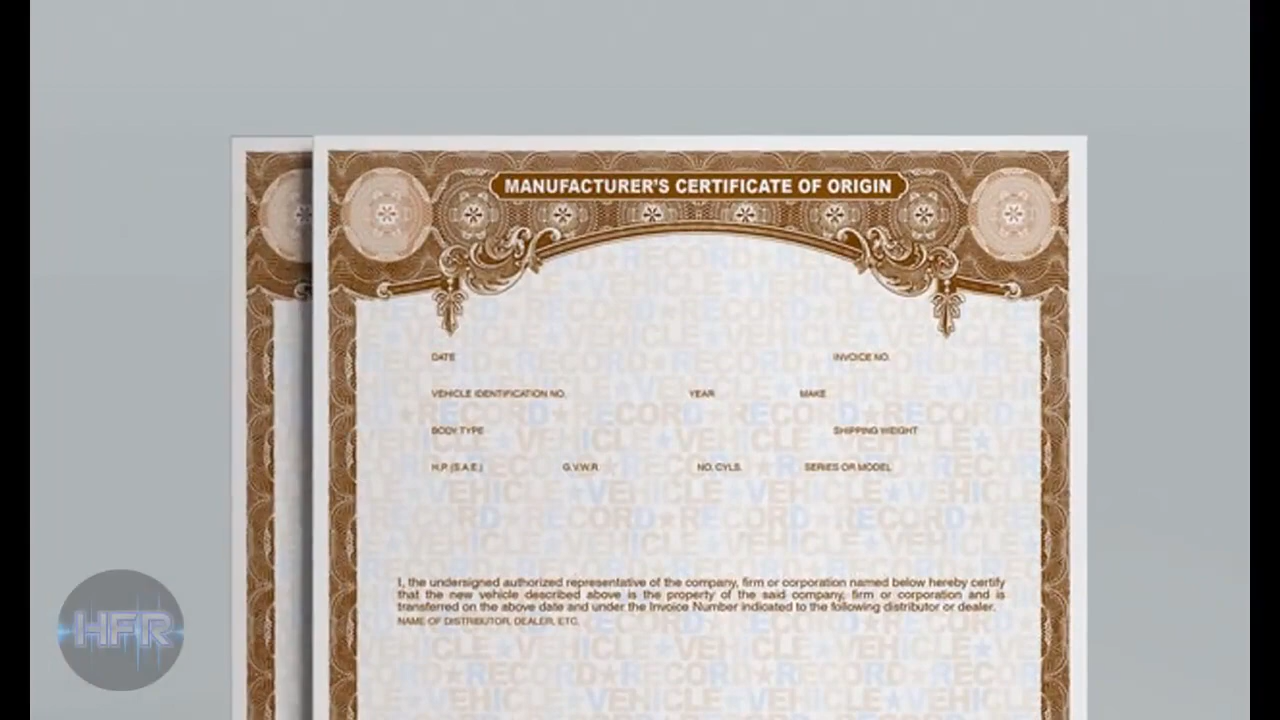 MANUFACTURER'S CERTIFICATE OF ORIGIN
DATE INVOICE NO.
VEHICLE IDENTIFICATION NO. YEAR MAKE
BODY TYPE SHIPPING WEIGHT
H.P. (S.A.E.) G.V.W.R. NO. CYLS. SERIES OR MODEL
I, the undersigned authorized representative of the company, firm or corporation named below hereby certify
that the new vehicle described above is the property of the said company, firm or corporation and is
transferred on the above date and under the Invoice Number indicated to the following distributor or dealer.
NAME OF DISTRIBUTOR, DEALER, ETC.
HFR